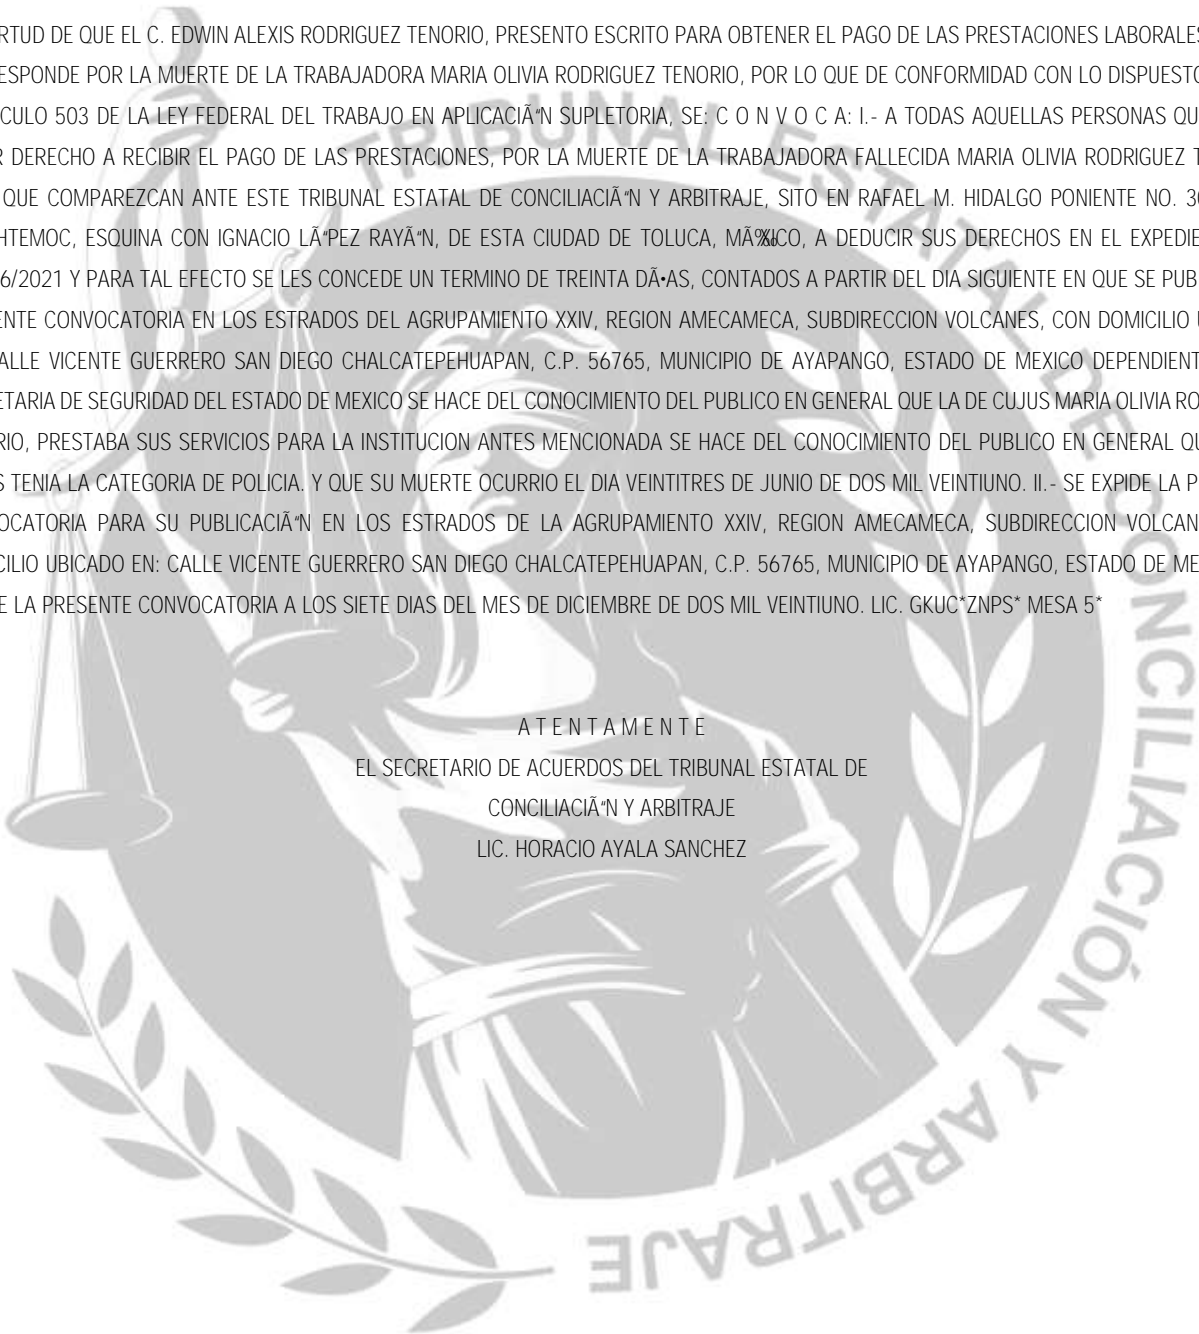 RTUD DE QUE EL C. EDWIN ALEXIS RODRIGUEZ TENORIO, PRESENTO ESCRITO PARA OBTENER EL PAGO DE LAS PRESTACIONES LABORALES
ESPONDE POR LA MUERTE DE LA TRABAJADORA MARIA OLIVIA RODRIGUEZ TENORIO, POR LO QUE DE CONFORMIDAD CON LO DISPUESTO
CULO 503 DE LA LEY FEDERAL DEL TRABAJO EN APLICACIÃ“N SUPLETORIA, SE: C O N V O C A: I.- A TODAS AQUELLAS PERSONAS QU
R DERECHO A RECIBIR EL PAGO DE LAS PRESTACIONES, POR LA MUERTE DE LA TRABAJADORA FALLECIDA MARIA OLIVIA RODRIGUEZ T
QUE COMPAREZCAN ANTE ESTE TRIBUNAL ESTATAL DE CONCILIACIÃ“N Y ARBITRAJE, SITO EN RAFAEL M. HIDALGO PONIENTE NO. 3
HTEMOC, ESQUINA CON IGNACIO LÃ“PEZ RAYÃ“N, DE ESTA CIUDAD DE TOLUCA, MÃ‰XICO, A DEDUCIR SUS DERECHOS EN EL EXPEDIE
6/2021 Y PARA TAL EFECTO SE LES CONCEDE UN TERMINO DE TREINTA DÃ•AS, CONTADOS A PARTIR DEL DIA SIGUIENTE EN QUE SE PUB
ENTE CONVOCATORIA EN LOS ESTRADOS DEL AGRUPAMIENTO XXIV, REGION AMECAMECA, SUBDIRECCION VOLCANES, CON DOMICILIO
ALLE VICENTE GUERRERO SAN DIEGO CHALCATEPEHUAPAN, C.P. 56765, MUNICIPIO DE AYAPANGO, ESTADO DE MEXICO DEPENDIENT
ETARIA DE SEGURIDAD DEL ESTADO DE MEXICO SE HACE DEL CONOCIMIENTO DEL PUBLICO EN GENERAL QUE LA DE CUJUS MARIA OLIVIA RO
RIO, PRESTABA SUS SERVICIOS PARA LA INSTITUCION ANTES MENCIONADA SE HACE DEL CONOCIMIENTO DEL PUBLICO EN GENERAL QU
S TENIA LA CATEGORIA DE POLICIA. Y QUE SU MUERTE OCURRIO EL DIA VEINTITRES DE JUNIO DE DOS MIL VEINTIUNO. II.- SE EXPIDE LA P
OCATORIA PARA SU PUBLICACIÃ“N EN LOS ESTRADOS DE LA AGRUPAMIENTO XXIV, REGION AMECAMECA, SUBDIRECCION VOLCAN
CILIO UBICADO EN: CALLE VICENTE GUERRERO SAN DIEGO CHALCATEPEHUAPAN, C.P. 56765, MUNICIPIO DE AYAPANGO, ESTADO DE ME
E LA PRESENTE CONVOCATORIA A LOS SIETE DIAS DEL MES DE DICIEMBRE DE DOS MIL VEINTIUNO. LIC. GKUC*ZNPS* MESA 5*
A T E N T A M E N T E
EL SECRETARIO DE ACUERDOS DEL TRIBUNAL ESTATAL DE
CONCILIACIÃ“N Y ARBITRAJE
LIC. HORACIO AYALA SANCHEZ
TRIBUNAL ESTATAL DE CONCILIACIÓN Y ARBITRAJE